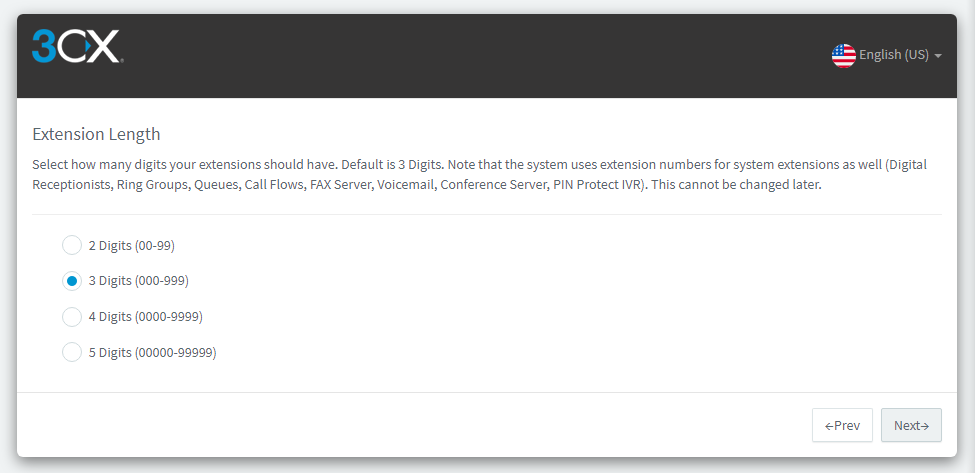 3CX
English (US)
Extension Length
Select how many digits your extensions should have. Default is 3 Digits. Note that the system uses extension numbers for system extensions as well (Digital
Receptionists, Ring Groups, Queues, Call Flows, FAX Server, Voicemail, Conference Server, PIN Protect IVR). This cannot be changed later.
2 Digits (00-99)
3 Digits (000-999)
4 Digits (0000-9999)
5 Digits (00000-99999)
←Prev
Next→